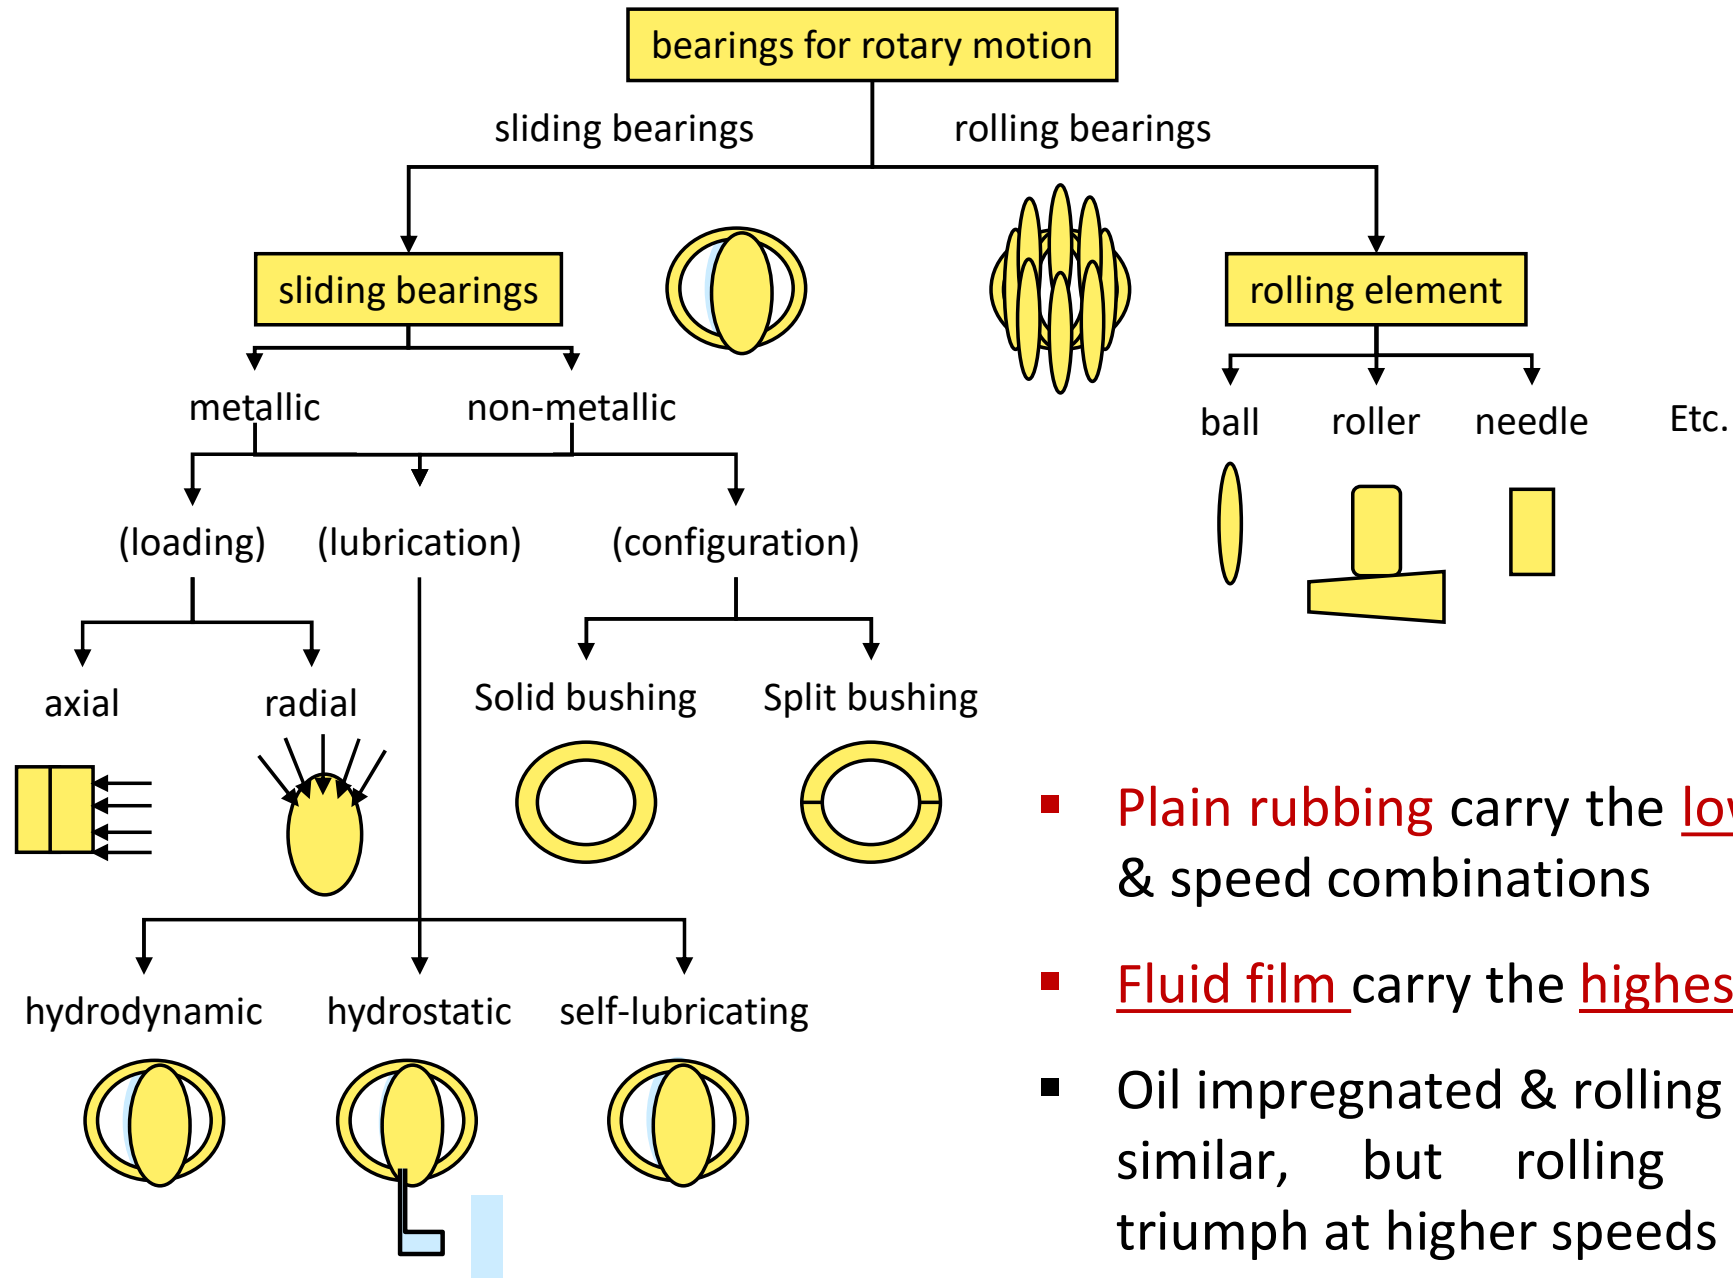 bearings for rotary motion
sliding bearings
rolling bearings
sliding bearings
rolling element
metallic
non-metallic
ball
roller
needle
Etc.
(loading)
(lubrication)
(configuration)
axial
radial
Solid bushing
Split bushing
hydrodynamic
hydrostatic
self-lubricating
▪ Plain rubbing carry the
& speed combinations
▪ Fluid film carry the
▪ Oil impregnated & rolling
similar, but rolling
triumph at higher speeds